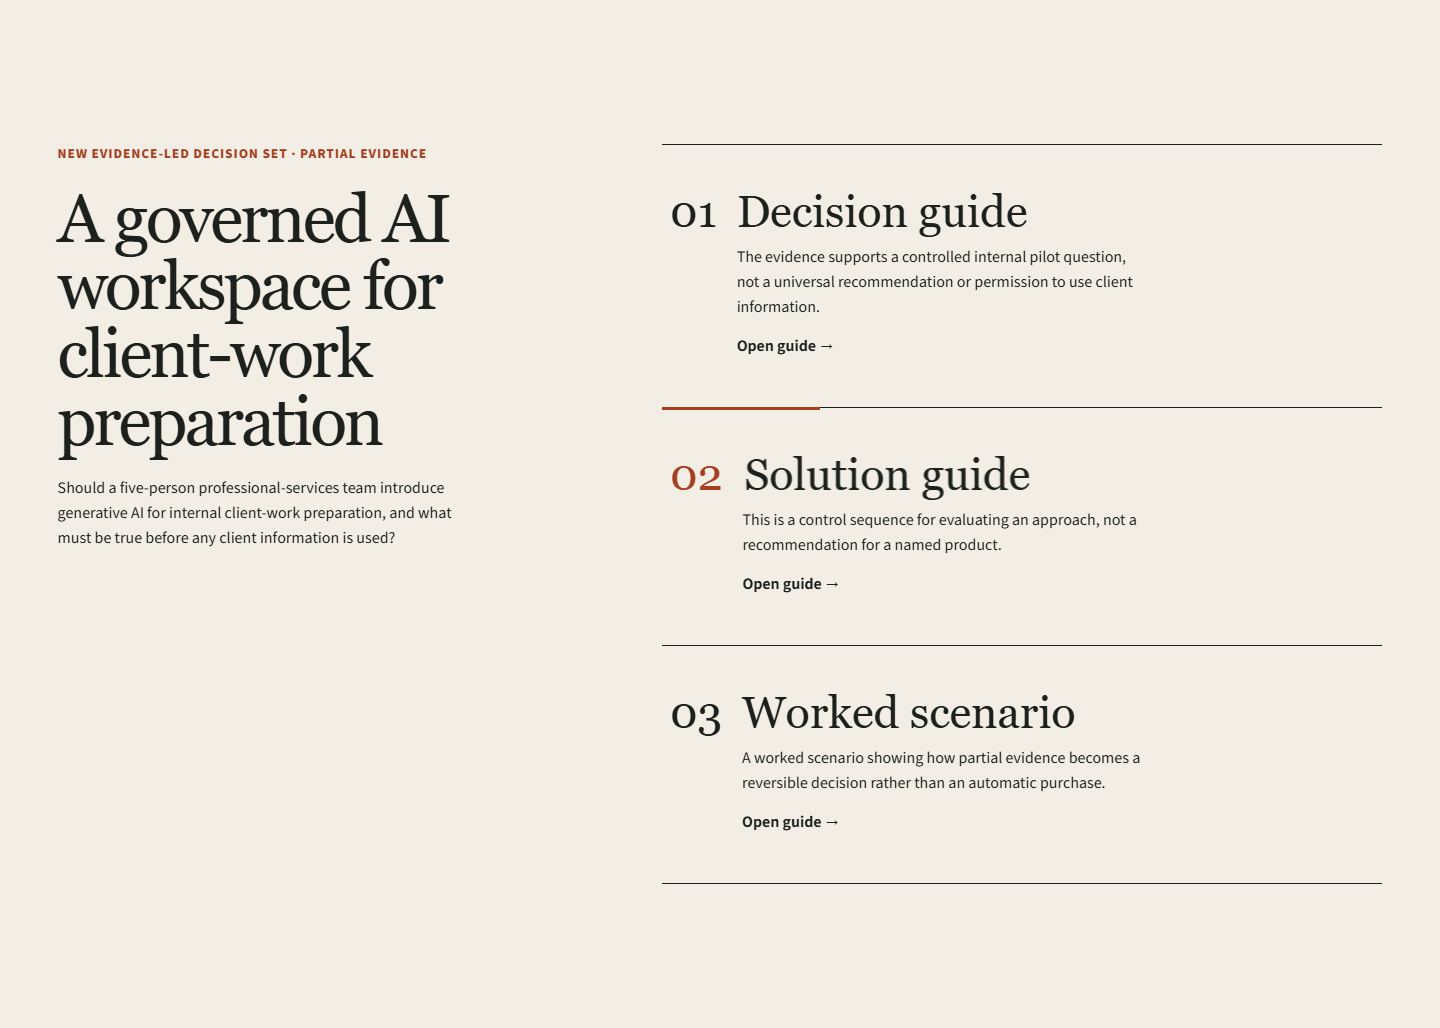 NEW EVIDENCE-LED DECISION SET · PARTIAL EVIDENCE
A governed AI
workspace for
client-work
preparation
Should a five-person professional-services team introduce
generative AI for internal client-work preparation, and what
must be true before any client information is used?
01 Decision guide
The evidence supports a controlled internal pilot question,
not a universal recommendation or permission to use client
information.
Open guide →
02 Solution guide
This is a control sequence for evaluating an approach, not a
recommendation for a named product.
Open guide →
03 Worked scenario
A worked scenario showing how partial evidence becomes a
reversible decision rather than an automatic purchase.
Open guide →